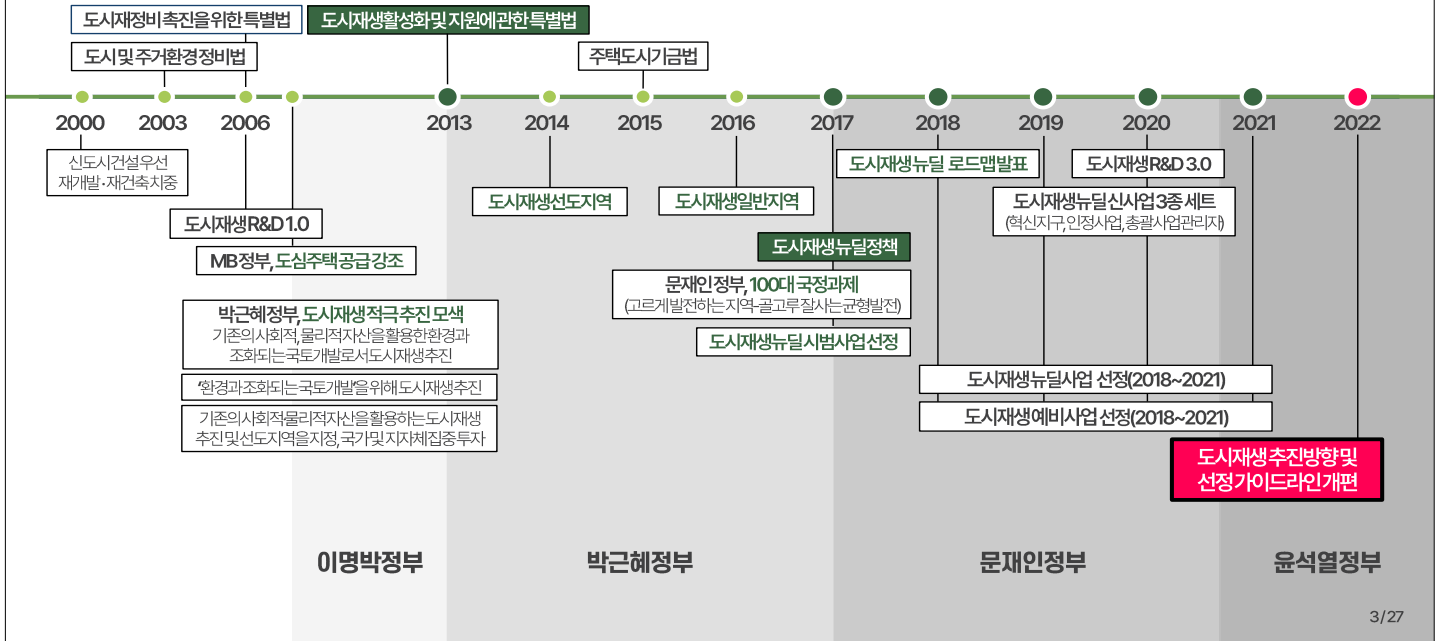 도시재정비 촉진을 위한 특별법
도시재생 활성화 및 지원에 관한 특별법
도시 및 주거환경 정비법
주택도시기금법
2000
2003
2006
2013
2014
2015
2016
2017
2018
2019
2020
2021
2022
신도시 건설 우선
재개발·재건축 치중
도시재생 R&D 1.0
MB정부, 도심주택 공급 강조
박근혜정부, 도시재생 적극 추진 모색
기존의 사회적, 물리적 자산을 활용한 환경과
조화되는 국토개발로서 도시재생 추진
'환경과 조화되는 국토개발'을 위해 도시재생 추진
기존의 사회적 물리적 자산을 활용하는 도시재생
추진 및 선도지역을 지정, 국가 및 지자체 집중 투자
도시재생선도지역
도시재생일반지역
도시재생뉴딜정책
문재인 정부, 100대 국정과제
(고르게 발전하는 지역-골고루 잘사는 균형발전)
도시재생뉴딜 시범사업 선정
도시재생뉴딜 로드맵 발표
도시재생 R&D 3.0
도시재생뉴딜 신사업 3종 세트
(혁신지구, 인정사업, 총괄사업관리자)
도시재생뉴딜사업 선정(2018~2021)
도시재생예비사업 선정(2018~2021)
도시재생 추진방향 및
선정 가이드라인 개편
이명박정부
박근혜정부
문재인정부
윤석열정부
3/27